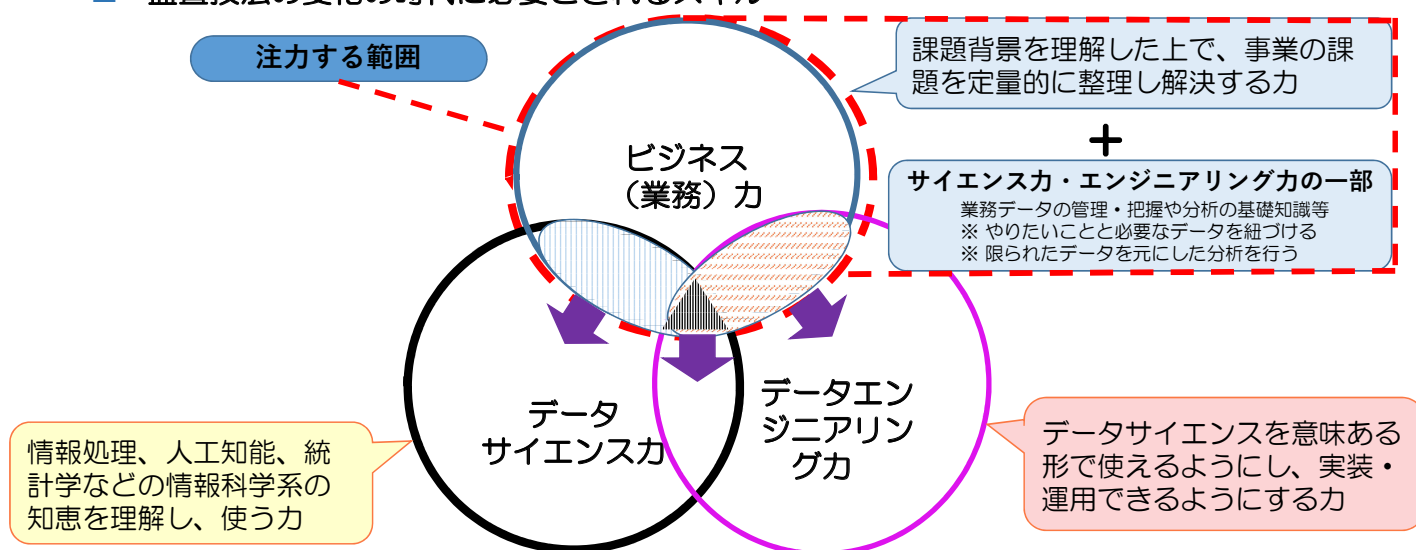 注力する範囲
課題背景を理解した上で、事業の課
題を定量的に整理し解決する力
+
サイエンス力・エンジニアリング力の一部
業務データの管理・把握や分析の基礎知識等
※ やりたいことと必要なデータを紐づける
※ 限られたデータを元にした分析を行う
ビジネス
（業務）力
データ
サイエンス力
データエン
ジニアリン
グ力
情報処理、人工知能、統
計学などの情報科学系の
知恵を理解し、使う力
データサイエンスを意味ある
形で使えるようにし、実装・
運用できるようにする力